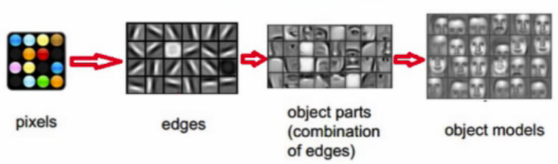 pixels
edges
object parts
(combination
of edges)
object models